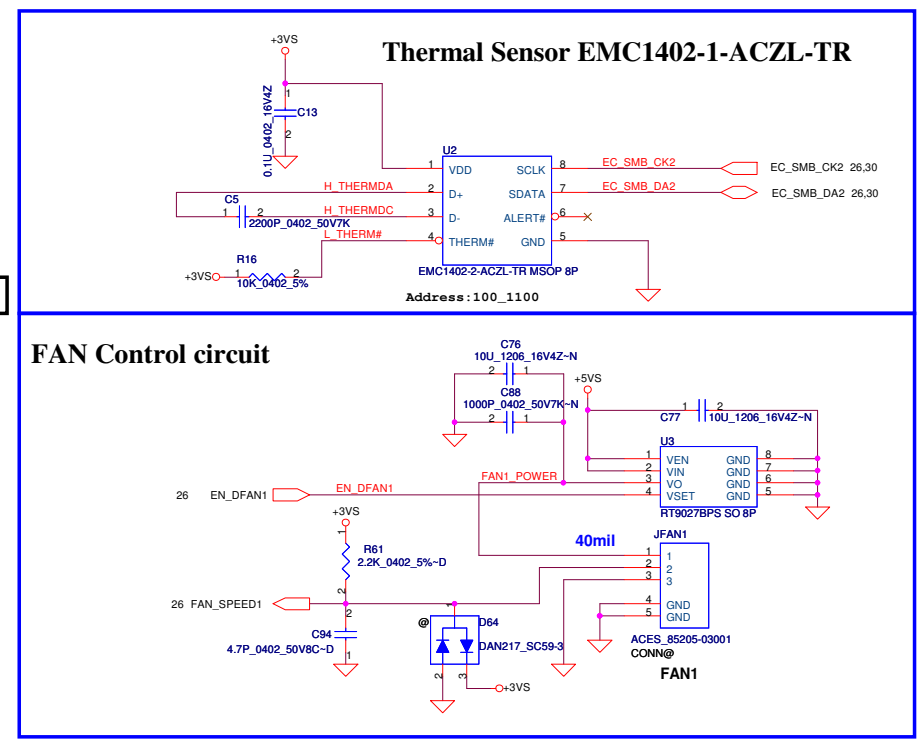 Thermal Sensor EMC1402-1-ACZL-TR
+3VS
1
C13
2
0.1U_0402_16V4Z
U2
1 VDD SCLK 8 EC_SMB_CK2 EC_SMB_CK2 26,30
H_THERMDA 2 D+ SDATA 7 EC_SMB_DA2 EC_SMB_DA2 26,30
C5
1 2 H_THERMDC 3 D- ALERT# 6
2200P_0402_50V7K
L_THERM# 4 THERM# GND 5
R16
+3VS 1 2
10K_0402_5%
EMC1402-2-ACZL-TR MSOP 8P
Address:100_1100
FAN Control circuit
C76
10U_1206_16V4Z~N
2 1
C88
1000P_0402_50V7K~N
2 1
+5VS
C77 1 2 10U_1206_16V4Z~N
U3
1 VEN GND 8
2 VIN GND 7
FAN1_POWER 3 VO GND 6
26 EN_DFAN1 EN_DFAN1 4 VSET GND 5
RT9027BPS SO 8P
+3VS
1
R61
2.2K_0402_5%~D
2
40mil
JFAN1
1 1
2 2
3 3
4 GND
5 GND
ACES_85205-03001
CONN@
FAN1
26 FAN_SPEED1
2
C94
4.7P_0402_50V8C~D
1
@
1
D64
DAN217_SC59-3
2 3
+3VS